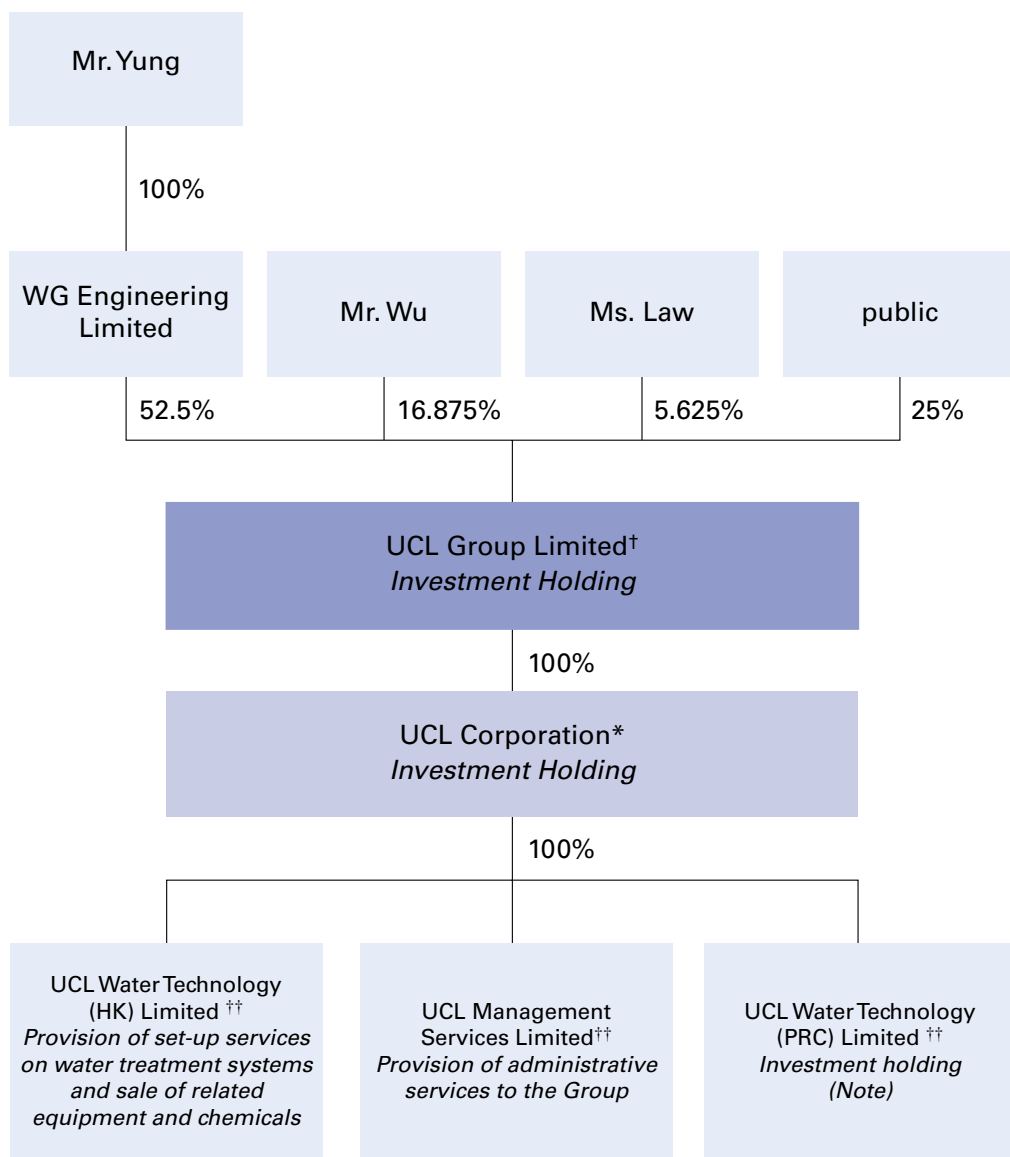 Mr. Yung
100%
WG Engineering
Limited
Mr. Wu
Ms. Law
public
52.5%
16.875%
5.625%
25%
UCL Group Limited†
Investment Holding
100%
UCL Corporation*
Investment Holding
100%
UCL Water Technology
(HK) Limited ††
Provision of set-up services
on water treatment systems
and sale of related
equipment and chemicals
UCL Management
Services Limited††
Provision of administrative
services to the Group
UCL Water Technology
(PRC) Limited ††
Investment holding
(Note)